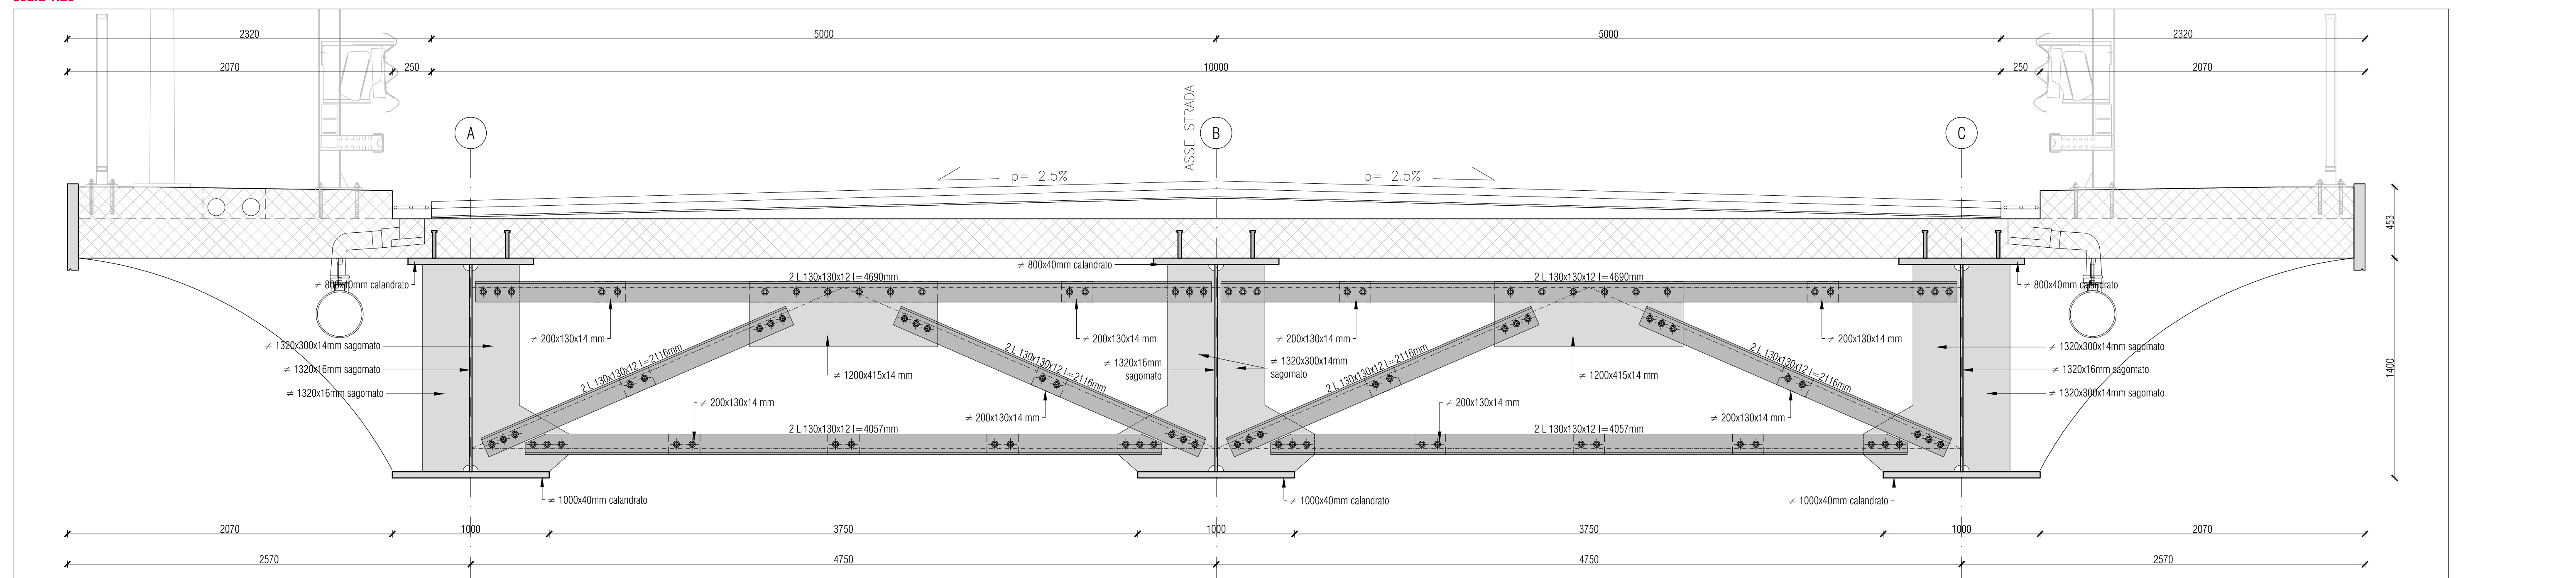 2320
5000
5000
2320
2070
250
10000
250
2070
A
ASSE STRADA
B
C
p= 2.5%
p= 2.5%
453
≠ 800x40mm calandrato
2 L 130x130x12 l=4690mm
2 L 130x130x12 l=4690mm
≠ 800x40mm calandrato
≠ 800x40mm calandrato
≠ 200x130x14 mm
≠ 200x130x14 mm
≠ 200x130x14 mm
≠ 200x130x14 mm
≠ 1320x300x14mm sagomato
2 L 130x130x12 l=2116mm
2 L 130x130x12 l=2116mm
≠ 1320x16mm
sagomato
≠ 1320x300x14mm
sagomato
2 L 130x130x12 l=2116mm
2 L 130x130x12 l=2116mm
≠ 1320x300x14mm sagomato
≠ 1320x16mm sagomato
≠ 1200x415x14 mm
≠ 1200x415x14 mm
≠ 1320x16mm sagomato
1400
≠ 1320x16mm sagomato
≠ 1320x300x14mm sagomato
≠ 200x130x14 mm
≠ 200x130x14 mm
≠ 200x130x14 mm
≠ 200x130x14 mm
2 L 130x130x12 l=4057mm
2 L 130x130x12 l=4057mm
≠ 1000x40mm calandrato
≠ 1000x40mm calandrato
≠ 1000x40mm calandrato
2070
1000
3750
1000
3750
1000
2070
2570
4750
4750
2570